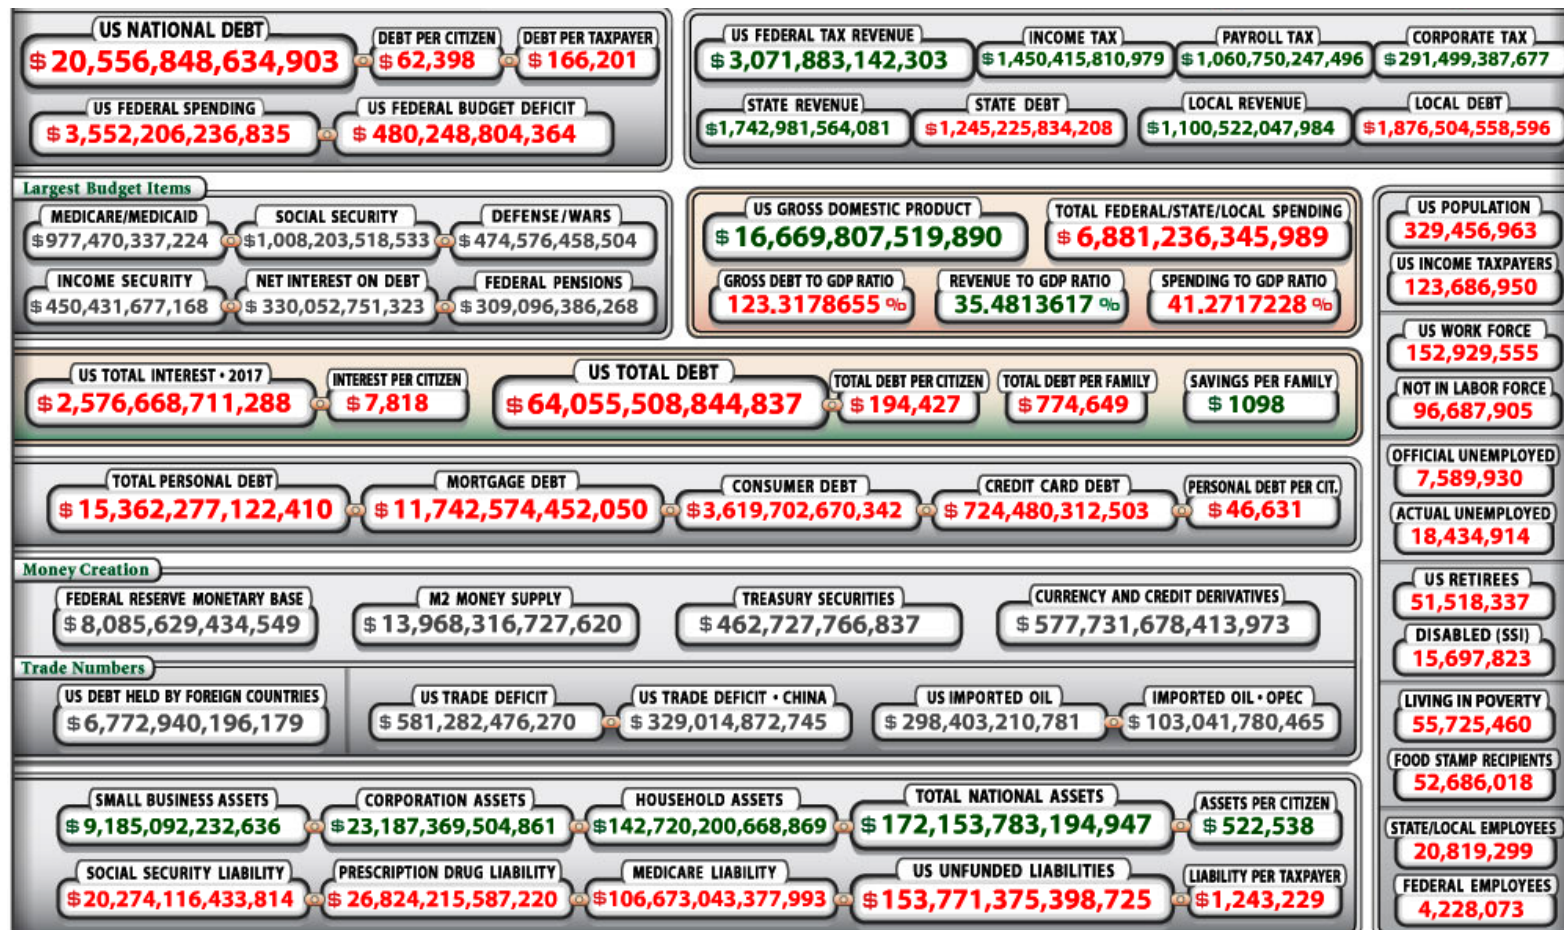 US NATIONAL DEBT
$ 20,556,848,634,903
DEBT PER CITIZEN
$ 62,398
DEBT PER TAXPAYER
$ 166,201
US FEDERAL SPENDING
$ 3,552,206,236,835
US FEDERAL BUDGET DEFICIT
$ 480,248,804,364
US FEDERAL TAX REVENUE
$ 3,071,883,142,303
INCOME TAX
$ 1,450,415,810,979
PAYROLL TAX
$ 1,060,750,247,496
CORPORATE TAX
$ 291,499,387,677
STATE REVENUE
$1,742,981,564,081
STATE DEBT
$1,245,225,834,208
LOCAL REVENUE
$1,100,522,047,984
LOCAL DEBT
$1,876,504,558,596
Largest Budget Items
MEDICARE/MEDICAID
$977,470,337,224
SOCIAL SECURITY
$1,008,203,518,533
DEFENSE/WARS
$474,576,458,504
INCOME SECURITY
$450,431,677,168
NET INTEREST ON DEBT
$ 330,052,751,323
FEDERAL PENSIONS
$ 309,096,386,268
US GROSS DOMESTIC PRODUCT
$ 16,669,807,519,890
TOTAL FEDERAL/STATE/LOCAL SPENDING
$ 6,881,236,345,989
GROSS DEBT TO GDP RATIO
123.3178655 %
REVENUE TO GDP RATIO
35.4813617 %
SPENDING TO GDP RATIO
41.2717228 %
US TOTAL INTEREST • 2017
$ 2,576,668,711,288
INTEREST PER CITIZEN
$ 7,818
US TOTAL DEBT
$ 64,055,508,844,837
TOTAL DEBT PER CITIZEN
$ 194,427
TOTAL DEBT PER FAMILY
$ 774,649
SAVINGS PER FAMILY
$ 1098
TOTAL PERSONAL DEBT
$ 15,362,277,122,410
MORTGAGE DEBT
$ 11,742,574,452,050
CONSUMER DEBT
$3,619,702,670,342
CREDIT CARD DEBT
$ 724,480,312,503
PERSONAL DEBT PER CIT.
$ 46,631
Money Creation
FEDERAL RESERVE MONETARY BASE
$ 8,085,629,434,549
M2 MONEY SUPPLY
$ 13,968,316,727,620
TREASURY SECURITIES
$ 462,727,766,837
CURRENCY AND CREDIT DERIVATIVES
$ 577,731,678,413,973
Trade Numbers
US DEBT HELD BY FOREIGN COUNTRIES
$ 6,772,940,196,179
US TRADE DEFICIT
$ 581,282,476,270
US TRADE DEFICIT • CHINA
$ 329,014,872,745
US IMPORTED OIL
$ 298,403,210,781
IMPORTED OIL • OPEC
$ 103,041,780,465
SMALL BUSINESS ASSETS
$ 9,185,092,232,636
CORPORATION ASSETS
$23,187,369,504,861
HOUSEHOLD ASSETS
$142,720,200,668,869
TOTAL NATIONAL ASSETS
$ 172,153,783,194,947
ASSETS PER CITIZEN
$ 522,538
SOCIAL SECURITY LIABILITY
$20,274,116,433,814
PRESCRIPTION DRUG LIABILITY
$ 26,824,215,587,220
MEDICARE LIABILITY
$106,673,043,377,993
US UNFUNDED LIABILITIES
$153,771,375,398,725
LIABILITY PER TAXPAYER
$1,243,229
US POPULATION
329,456,963
US INCOME TAXPAYERS
123,686,950
US WORK FORCE
152,929,555
NOT IN LABOR FORCE
96,687,905
OFFICIAL UNEMPLOYED
7,589,930
ACTUAL UNEMPLOYED
18,434,914
US RETIREES
51,518,337
DISABLED (SSI)
15,697,823
LIVING IN POVERTY
55,725,460
FOOD STAMP RECIPIENTS
52,686,018
STATE/LOCAL EMPLOYEES
20,819,299
FEDERAL EMPLOYEES
4,228,073